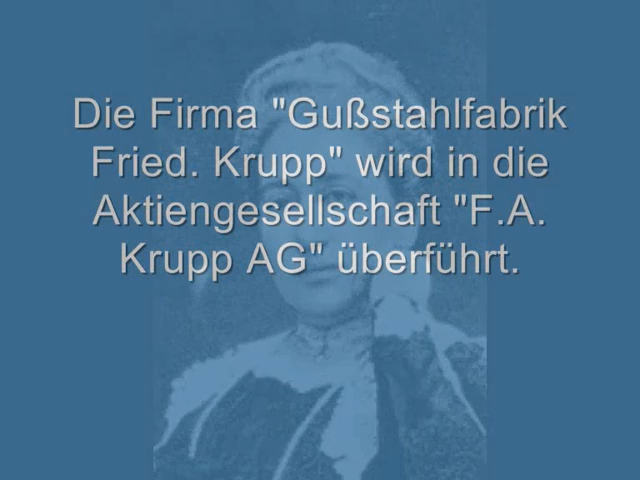 Die Firma "Gußstahlfabrik
Fried. Krupp" wird in die
Aktiengesellschaft "F.A.
Krupp AG" überführt.